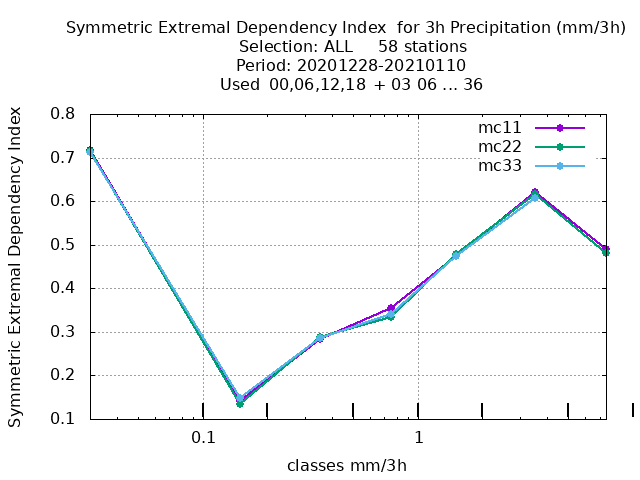 Symmetric Extremal Dependency Index  for 3h Precipitation (mm/3h)
Selection: ALL     58 stations
Period: 20201228-20210110
Used 00,06,12,18 + 03 06 ... 36
Symmetric Extremal Dependency Index
0.8
0.7
0.6
0.5
0.4
0.3
0.2
0.1
mc11
mc22
mc33
0.1 1
classes mm/3h